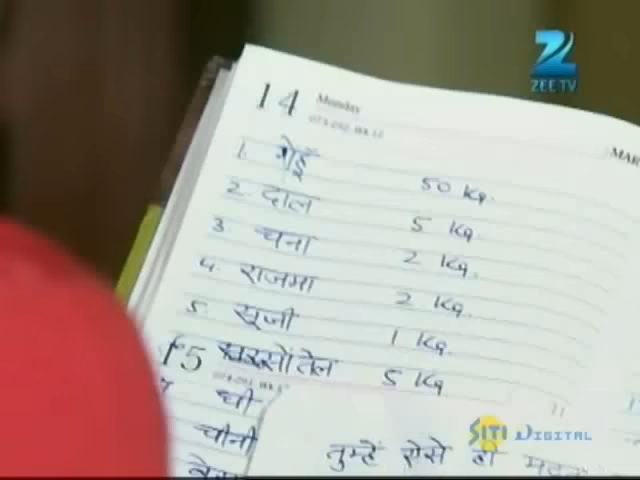 ZEE TV
14 Monday
MAR
1. गेहूँ 50 Kg.
2. दाल 5 Kg.
3. चना 2 Kg.
4. राजमा 2 Kg.
5. सूजी 1 Kg.
15 सरसों तेल 5 Kg
घी
चीनी
SITI DIGITAL
तुम्हें ऐसे ही